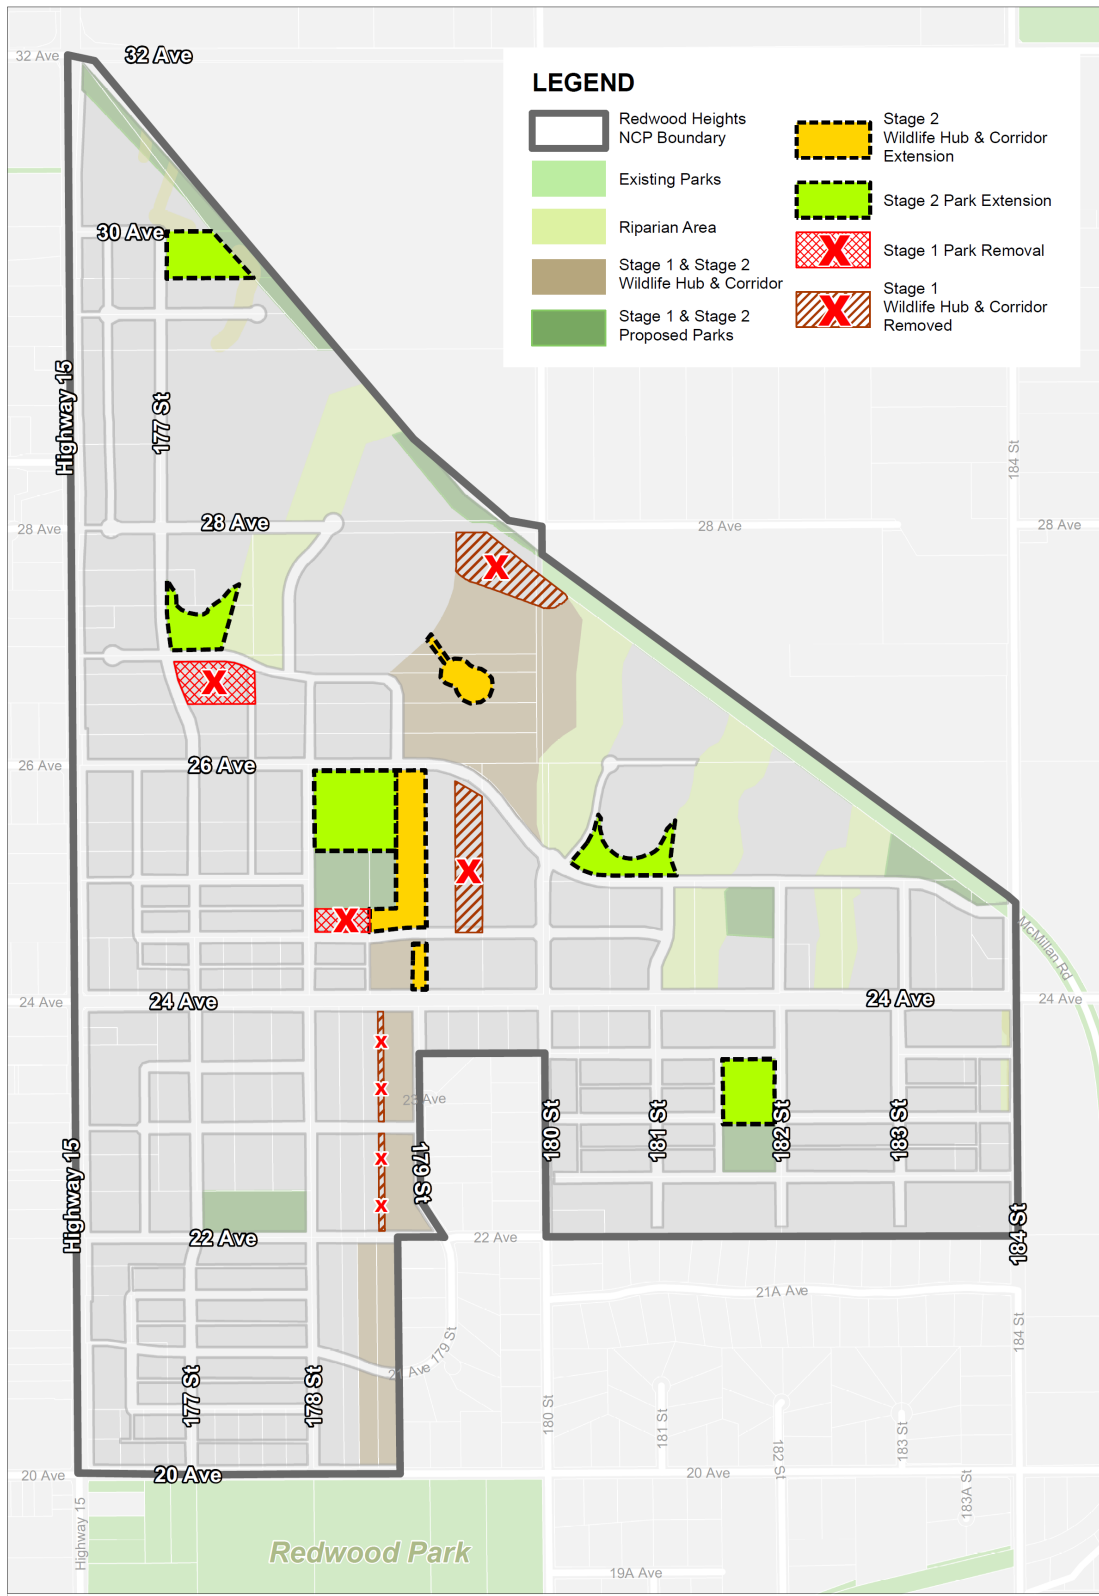 32 Ave
32 Ave
LEGEND
Redwood Heights
NCP Boundary
Existing Parks
Riparian Area
Stage 1 & Stage 2
Wildlife Hub & Corridor
Stage 1 & Stage 2
Proposed Parks
Stage 2
Wildlife Hub & Corridor
Extension
Stage 2 Park Extension
X
Stage 1 Park Removal
X
Stage 1
Wildlife Hub & Corridor
Removed
30 Ave
Highway 15
177 St
184 St
28 Ave
28 Ave
28 Ave
28 Ave
X
X
26 Ave
26 Ave
X
X
McMillan Rd
24 Ave
24 Ave
24 Ave
24 Ave
X
X
23 Ave
X
X
Highway 15
179 St
180 St
181 St
182 St
183 St
184 St
22 Ave
22 Ave
21A Ave
179 St
21 Ave
184 St
177 St
178 St
180 St
181 St
182 St
183 St
20 Ave
20 Ave
20 Ave
183A St
Highway 15
Redwood Park
19A Ave